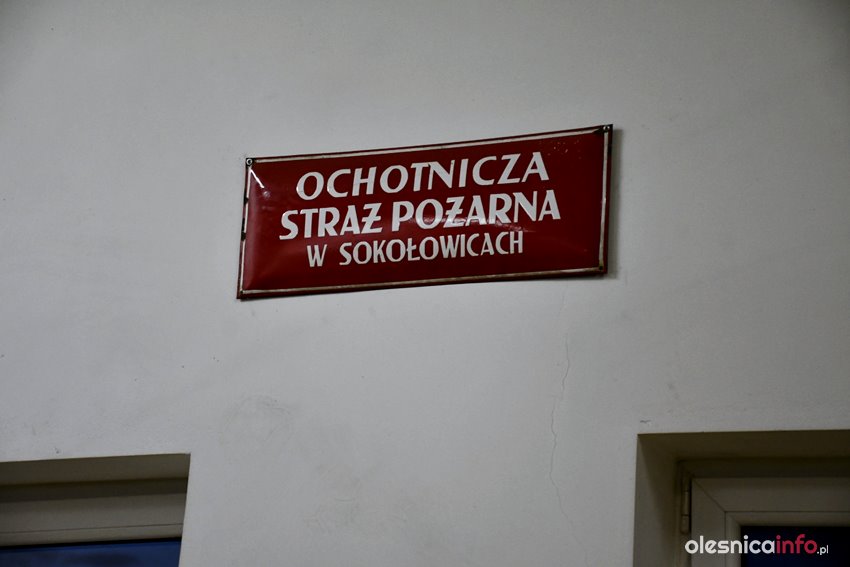 OCHOTNICZA
STRAŻ POŻARNA
W SOKOŁOWICACH
olesnicainfo.pl